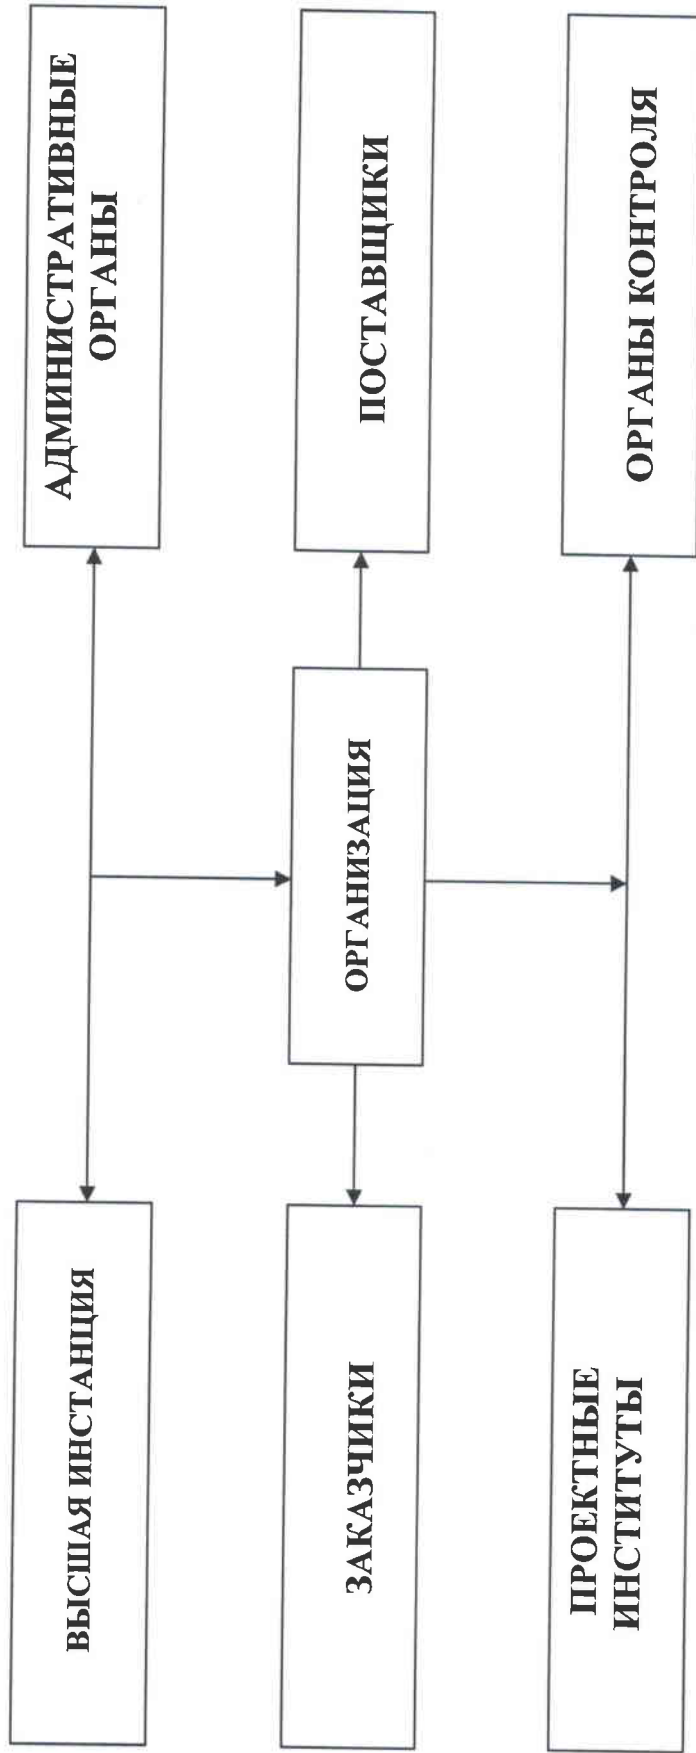 ВЫСШАЯ ИНСТАНЦИЯ
АДМИНИСТРАТИВНЫЕ
ОРГАНЫ
ЗАКАЗЧИКИ
ОРГАНИЗАЦИЯ
ПОСТАВЩИКИ
ПРОЕКТНЫЕ
ИНСТИТУТЫ
ОРГАНЫ КОНТРОЛЯ